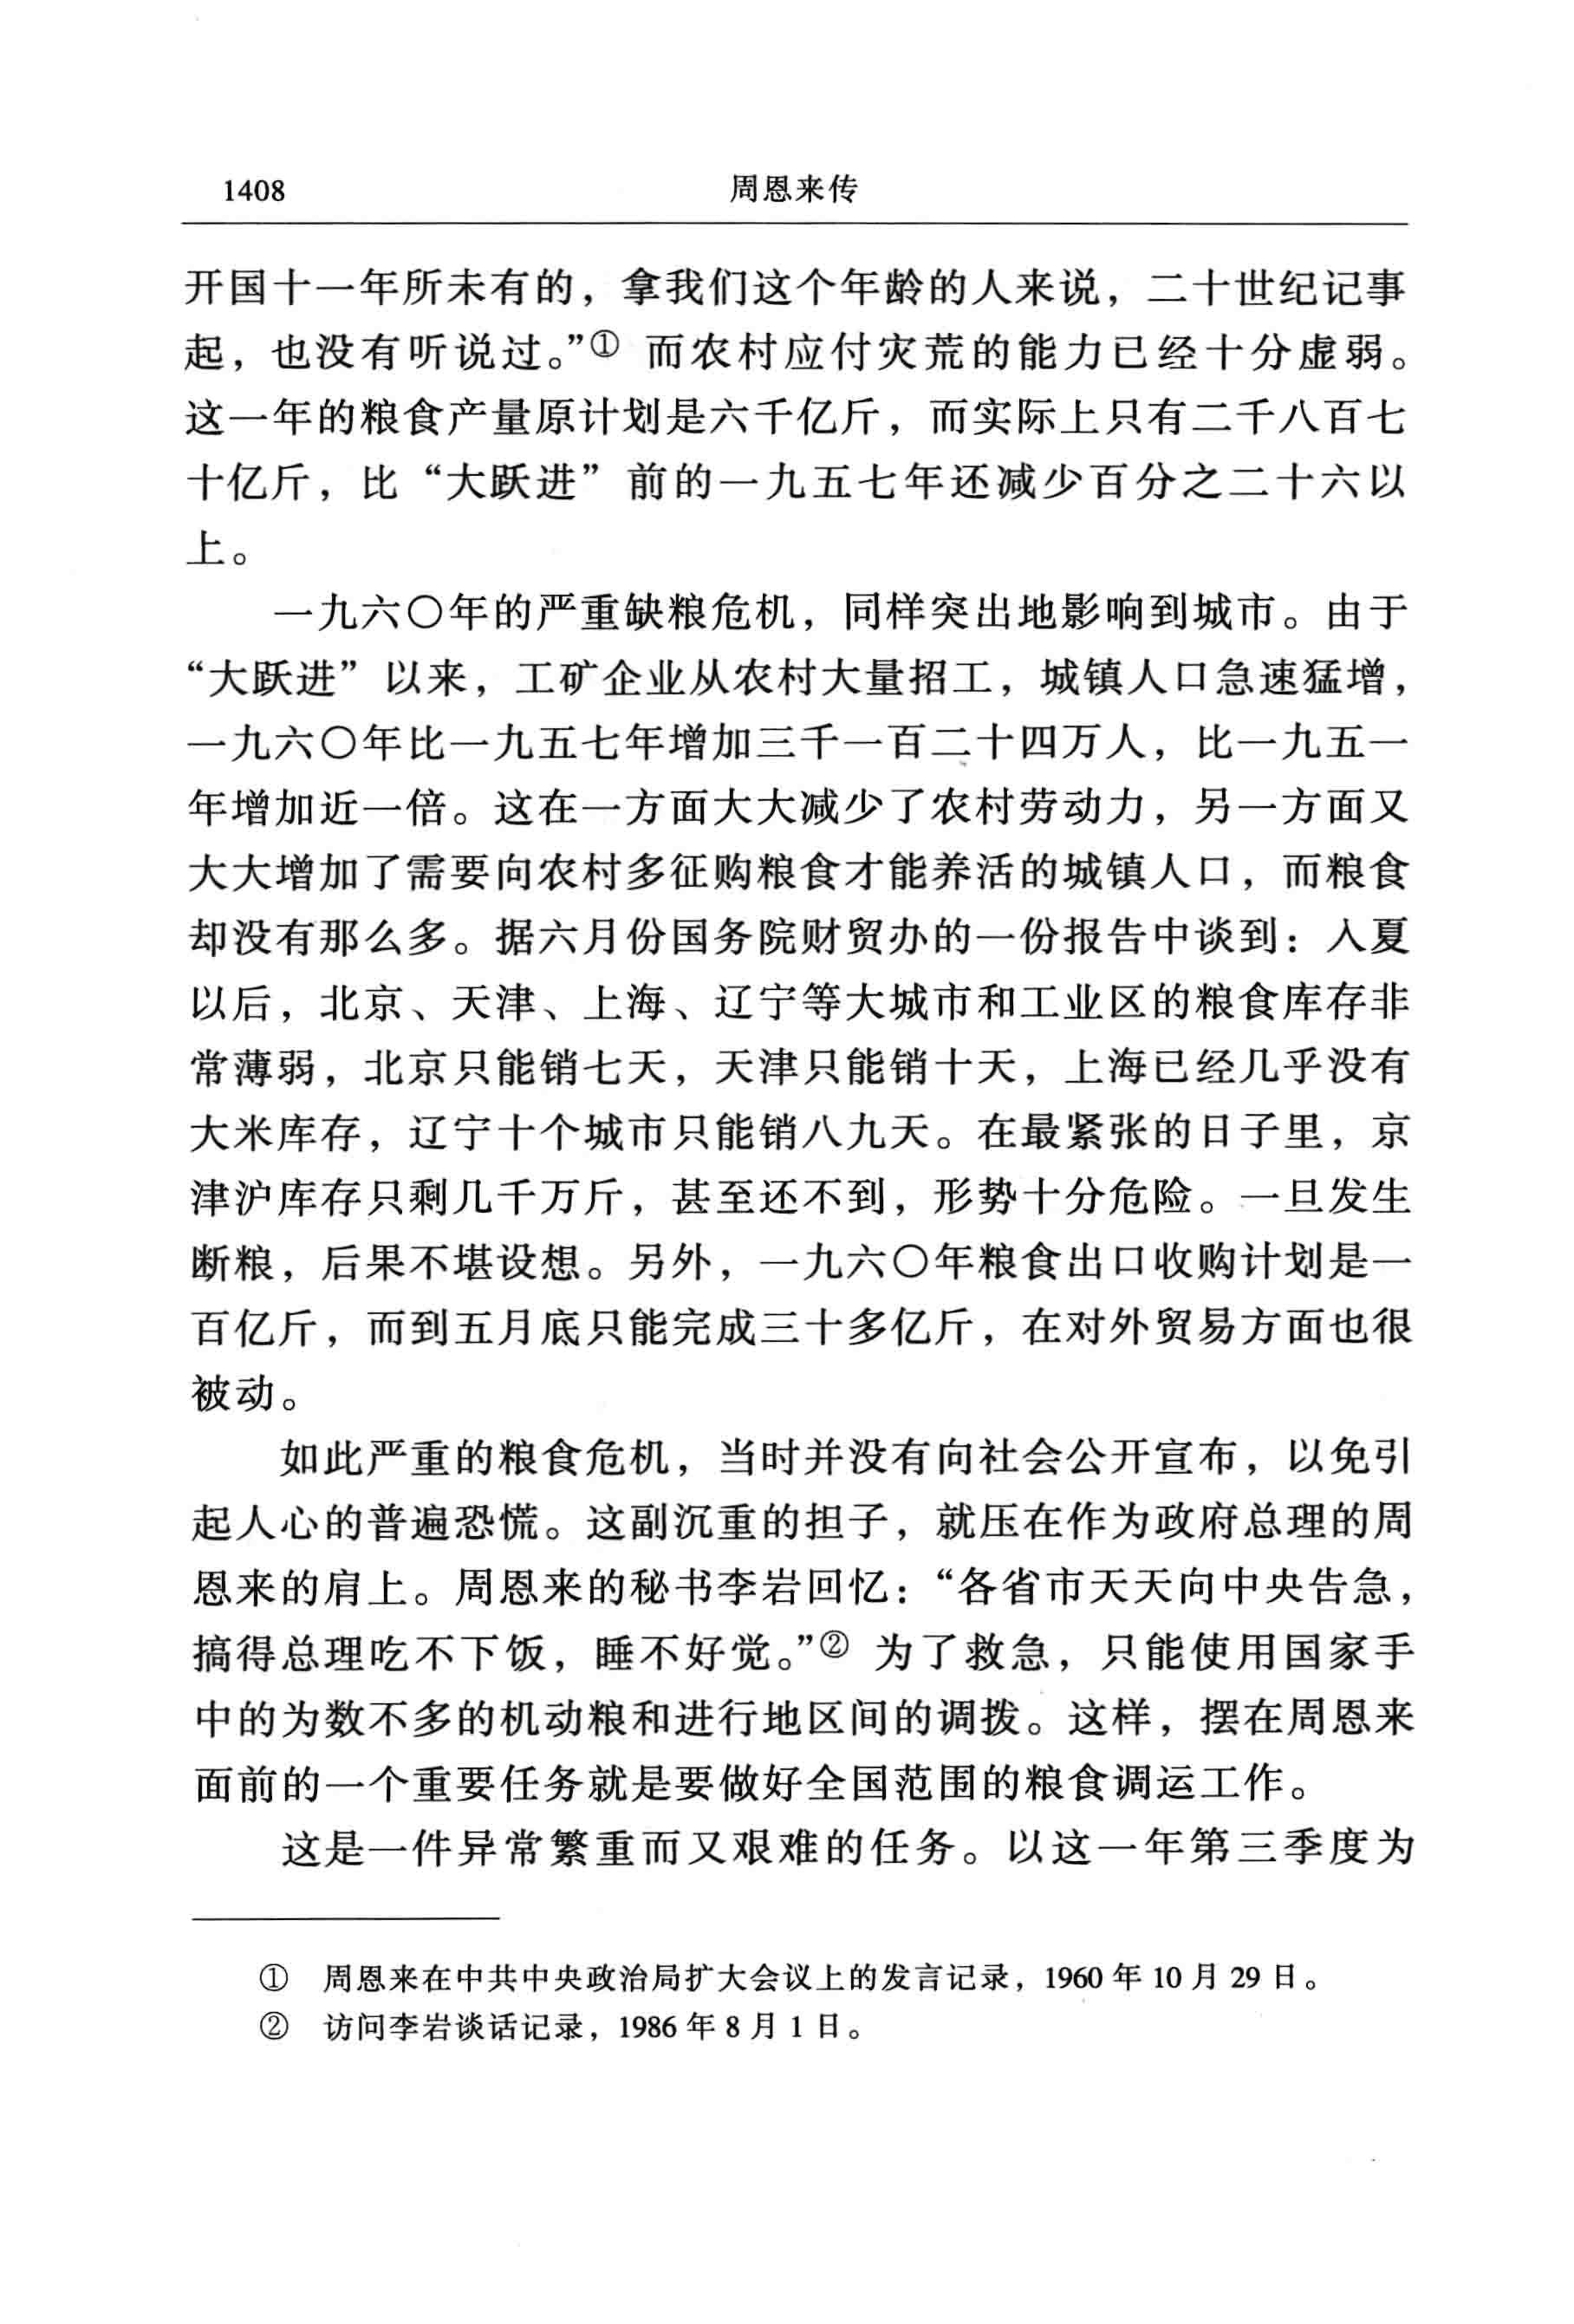 1408 周恩来传
开国十一年所未有的，拿我们这个年龄的人来说，二十世纪记事
起，也没有听说过。”① 而农村应付灾荒的能力已经十分虚弱。
这一年的粮食产量原计划是六千亿斤，而实际上只有二千八百七
十亿斤，比“大跃进”前的一九五七年还减少百分之二十六以
上。
一九六〇年的严重缺粮危机，同样突出地影响到城市。由于
“大跃进”以来，工矿企业从农村大量招工，城镇人口急速猛增，
一九六〇年比一九五七年增加三千一百二十四万人，比一九五一
年增加近一倍。这在一方面大大减少了农村劳动力，另一方面又
大大增加了需要向农村多征购粮食才能养活的城镇人口，而粮食
却没有那么多。据六月份国务院财贸办的一份报告中谈到：入夏
以后，北京、天津、上海、辽宁等大城市和工业区的粮食库存非
常薄弱，北京只能销七天，天津只能销十天，上海已经几乎没有
大米库存，辽宁十个城市只能销八九天。在最紧张的日子里，京
津沪库存只剩几千万斤，甚至还不到，形势十分危险。一旦发生
断粮，后果不堪设想。另外，一九六〇年粮食出口收购计划是一
百亿斤，而到五月底只能完成三十多亿斤，在对外贸易方面也很
被动。
如此严重的粮食危机，当时并没有向社会公开宣布，以免引
起人心的普遍恐慌。这副沉重的担子，就压在作为政府总理的周
恩来的肩上。周恩来的秘书李岩回忆：“各省市天天向中央告急，
搞得总理吃不下饭，睡不好觉。”② 为了救急，只能使用国家手
中的为数不多的机动粮和进行地区间的调拨。这样，摆在周恩来
面前的一个重要任务就是要做好全国范围的粮食调运工作。
这是一件异常繁重而又艰难的任务。以这一年第三季度为
① 周恩来在中共中央政治局扩大会议上的发言记录，1960 年 10 月 29 日。
② 访问李岩谈话记录，1986 年 8 月 1 日。